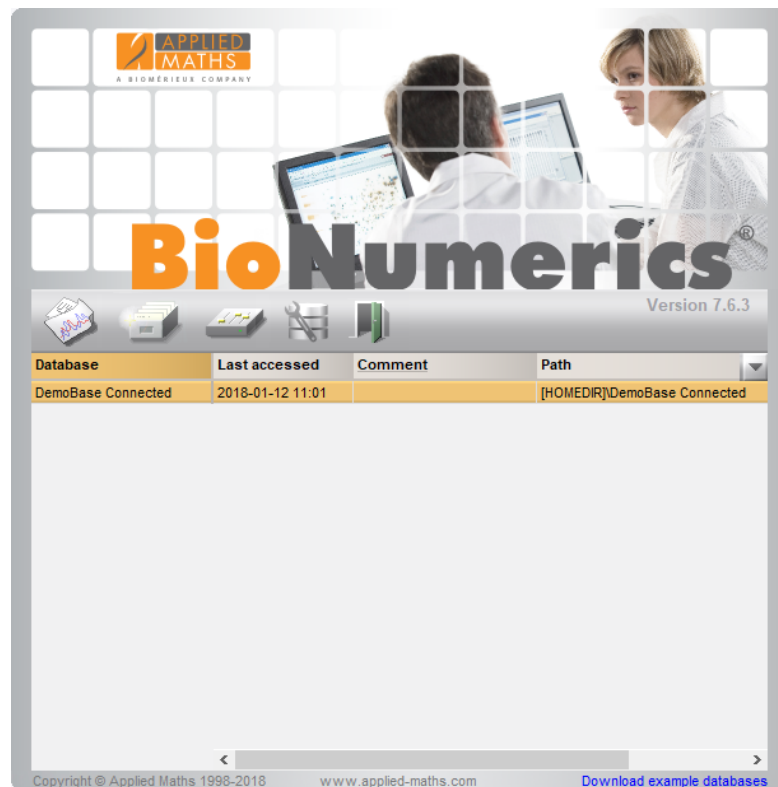 APPLIED
MATHS
A BIOMÉRIEUX COMPANY
BioNumerics®
Version 7.6.3
Database Last accessed Comment Path
DemoBase Connected 2018-01-12 11:01 [HOMEDIR]\DemoBase Connected
Copyright © Applied Maths 1998-2018 www.applied-maths.com Download example databases